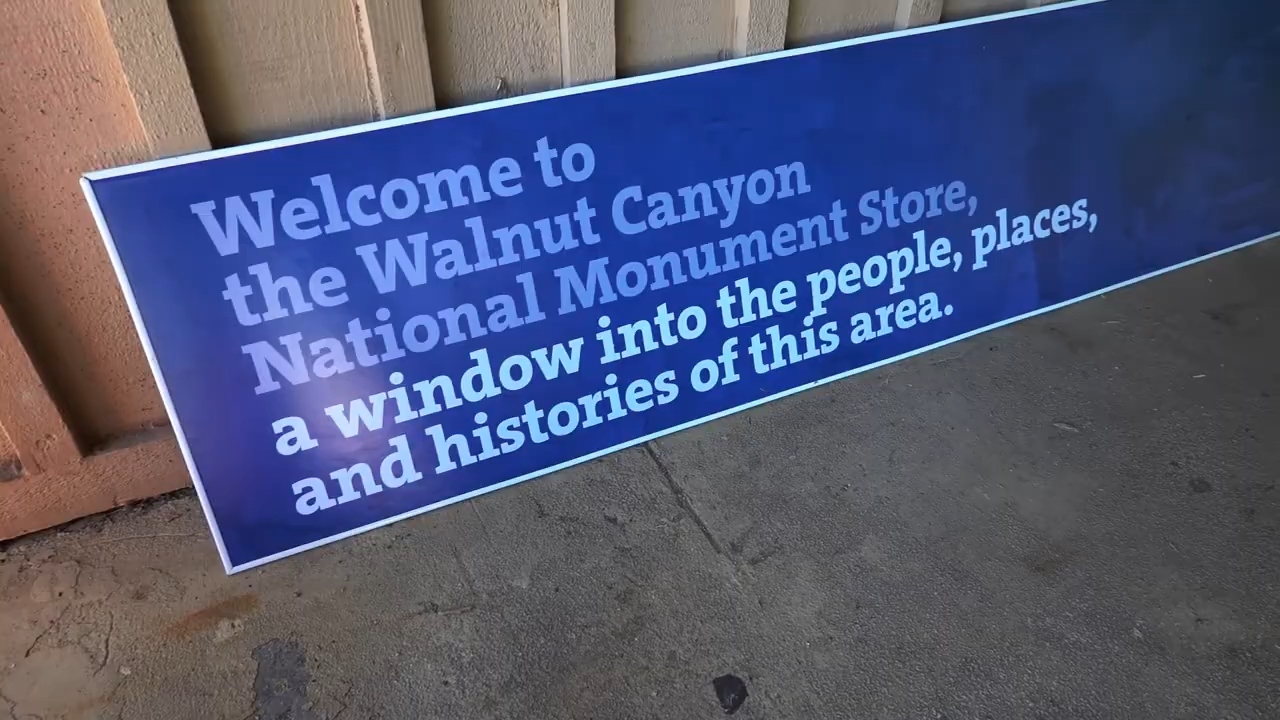 Welcome to
the Walnut Canyon
National Monument Store,
a window into the people, places,
and histories of this area.